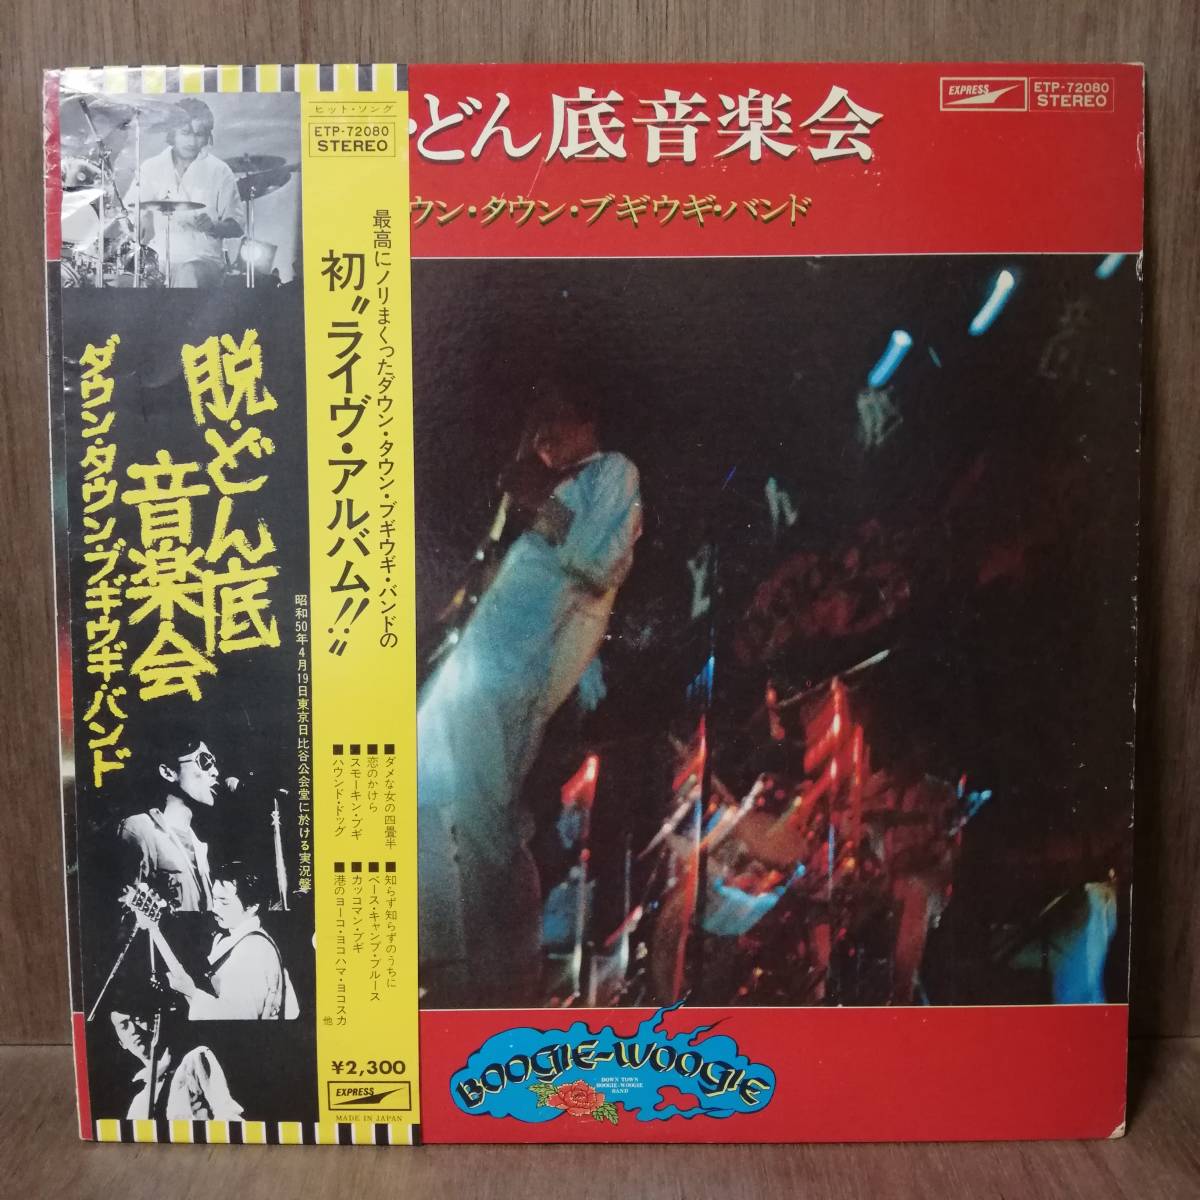 ヒット・ソング
ETP-72080
STEREO
最高にノリまくったダウン・タウン・ブギウギ・バンドの
初〝ライヴ・アルバム!!〟
脱・どん底
音楽会
ダウン・タウン・ブギウギ・バンド
昭和50年4月19日東京日比谷公会堂に於ける実況盤
■ダメな女の四畳半
■恋のかけら
■スモーキン・ブギ
■ハウンド・ドッグ
■知らず知らずのうちに
■ベース・キャンプ・ブルース
■カッコマン・ブギ
■港のヨーコ・ヨコハマ・ヨコスカ
他
¥2,300
EXPRESS
MADE IN JAPAN
・どん底音楽会
ウン・タウン・ブギウギ・バンド
EXPRESS
ETP-72080
STEREO
BOOGIE-WOOGIE
DOWN TOWN
BOOGIE-WOOGIE
BAND